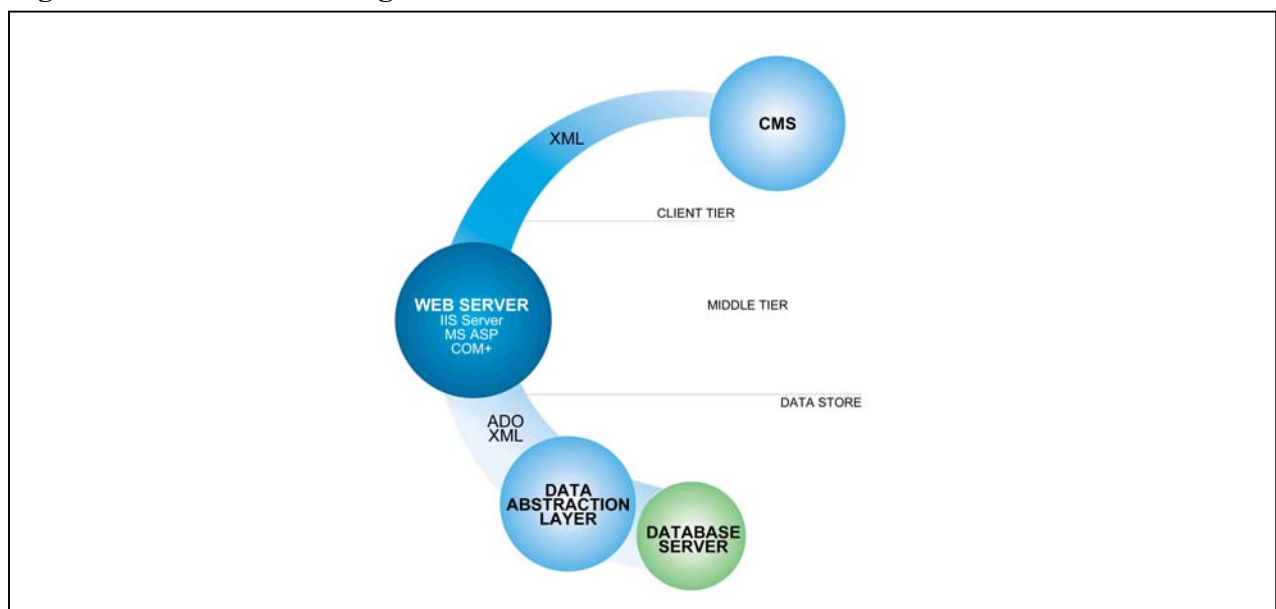 CMS
XML
CLIENT TIER
WEB SERVER
IIS Server
MS ASP
COM+
MIDDLE TIER
DATA STORE
ADO
XML
DATA
ABSTRACTION
LAYER
DATABASE
SERVER